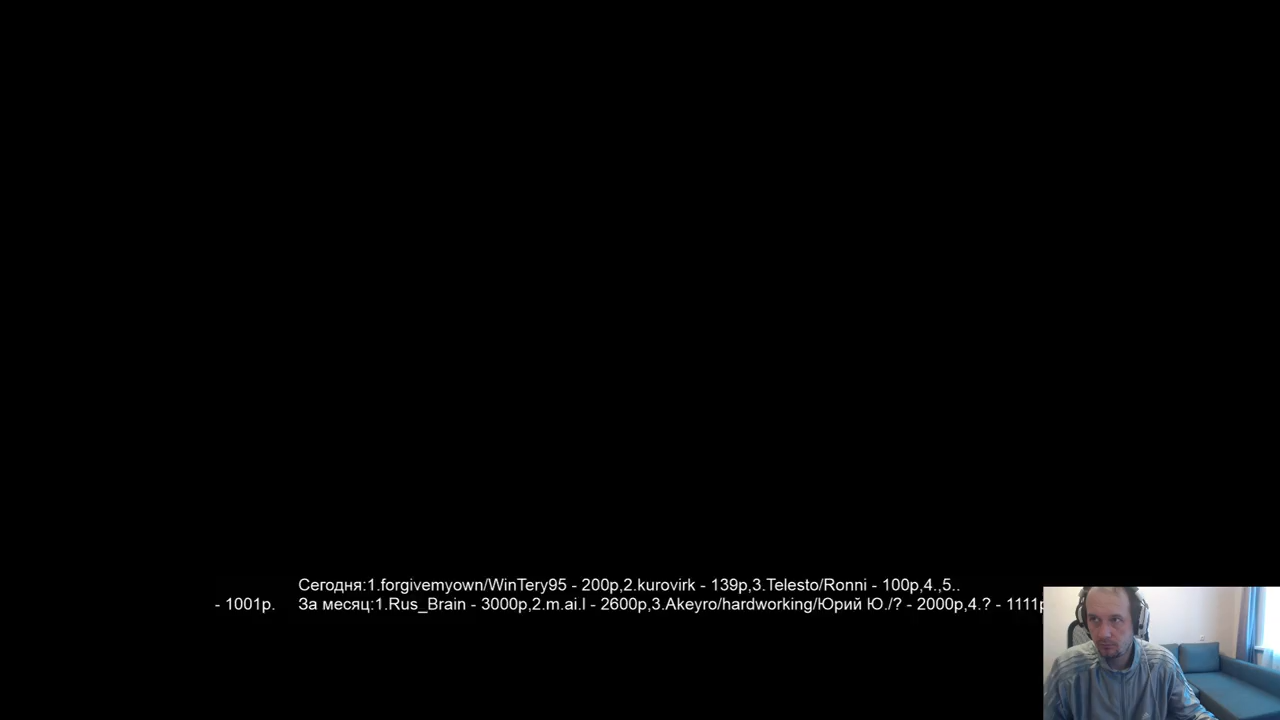 Сегодня:1.forgivemyown/WinTery95 - 200р,2.kurovirk - 139р,3.Telesto/Ronni - 100р,4.,5..
- 1001р. За месяц:1.Rus_Brain - 3000р,2.m.ai.l - 2600р,3.Akeyro/hardworking/Юрий Ю./? - 2000р,4.? - 1111р